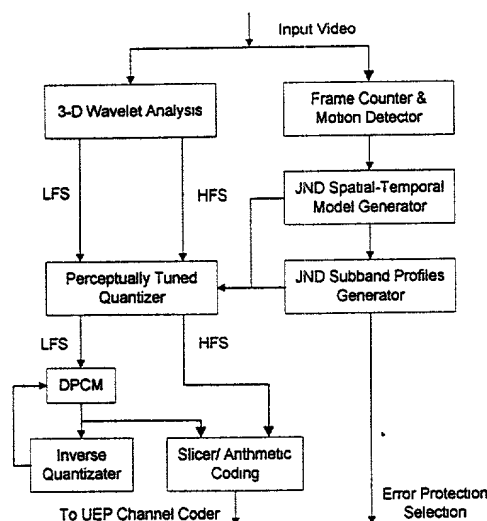 Input Video
3-D Wavelet Analysis
Frame Counter &
Motion Detector
LFS
HFS
JND Spatial-Temporal
Model Generator
Perceptually Tuned
Quantizer
JND Subband Profiles
Generator
LFS
HFS
DPCM
Inverse
Quantizater
Slicer/ Arithmetic
Coding
To UEP Channel Coder
Error Protection
Selection